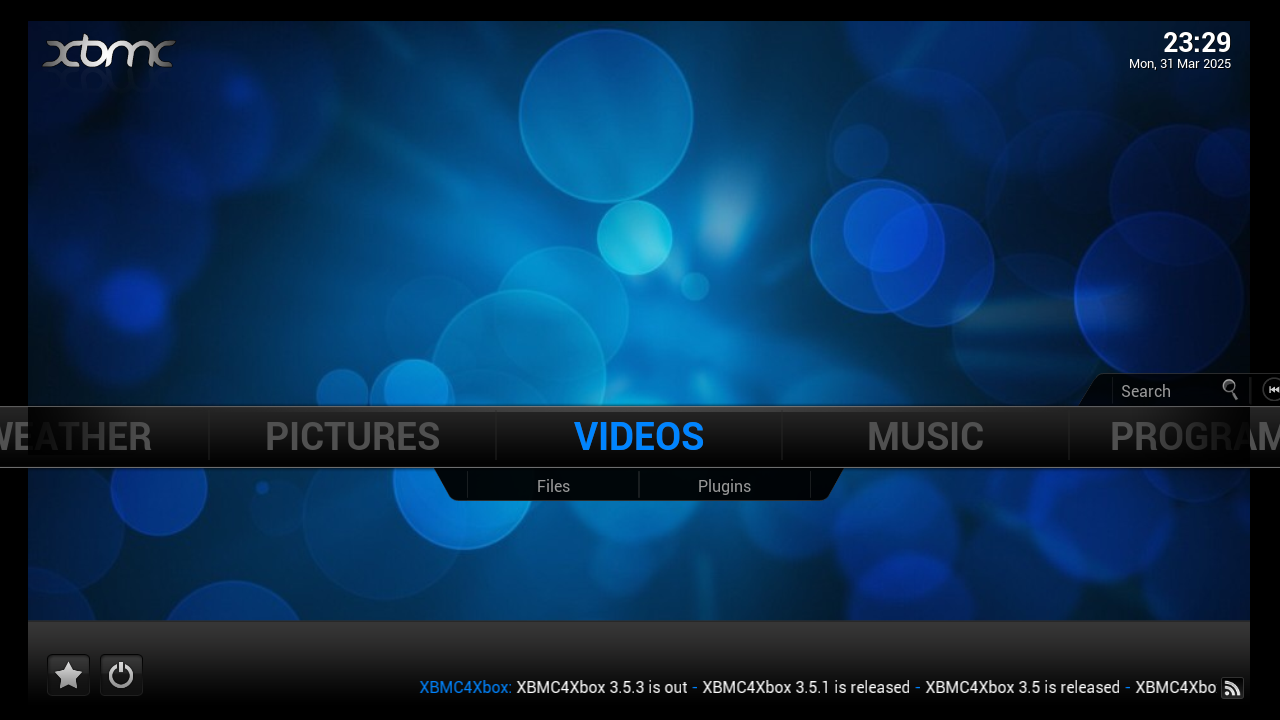 xbmc
23:29
Mon, 31 Mar 2025
Search
WEATHER PICTURES VIDEOS MUSIC PROGRAM
Files Plugins
XBMC4Xbox: XBMC4Xbox 3.5.3 is out - XBMC4Xbox 3.5.1 is released - XBMC4Xbox 3.5 is released - XBMC4Xbo